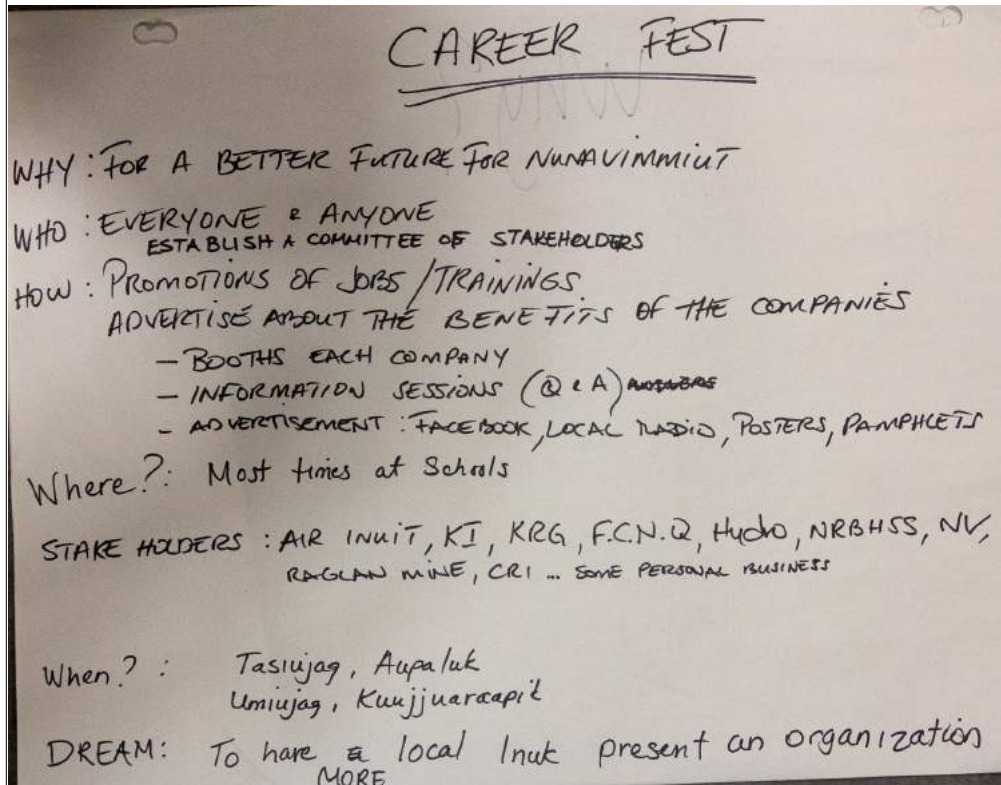 CAREER FEST
WHY: FOR A BETTER FUTURE FOR NUNAVIMMIUT
WHO: EVERYONE & ANYONE
ESTABLISH A COMMITTEE OF STAKEHOLDERS
HOW: PROMOTIONS OF JOBS/TRAININGS
ADVERTISE ABOUT THE BENEFITS OF THE COMPANIES
– BOOTHS EACH COMPANY
– INFORMATION SESSIONS (Q & A)
– ADVERTISEMENT: FACEBOOK, LOCAL RADIO, POSTERS, PAMPHLETS
Where?: Most times at Schools
STAKE HOLDERS: AIR INUIT, KI, KRG, F.C.N.Q, Hydro, NRBHSS, NV,
RAGLAN MINE, CRI ... SOME PERSONAL BUSINESS
When?: Tasiujaq, Aupaluk
Umiujaq, Kuujjuaraapik
DREAM: To have local Inuk present an organization
MORE